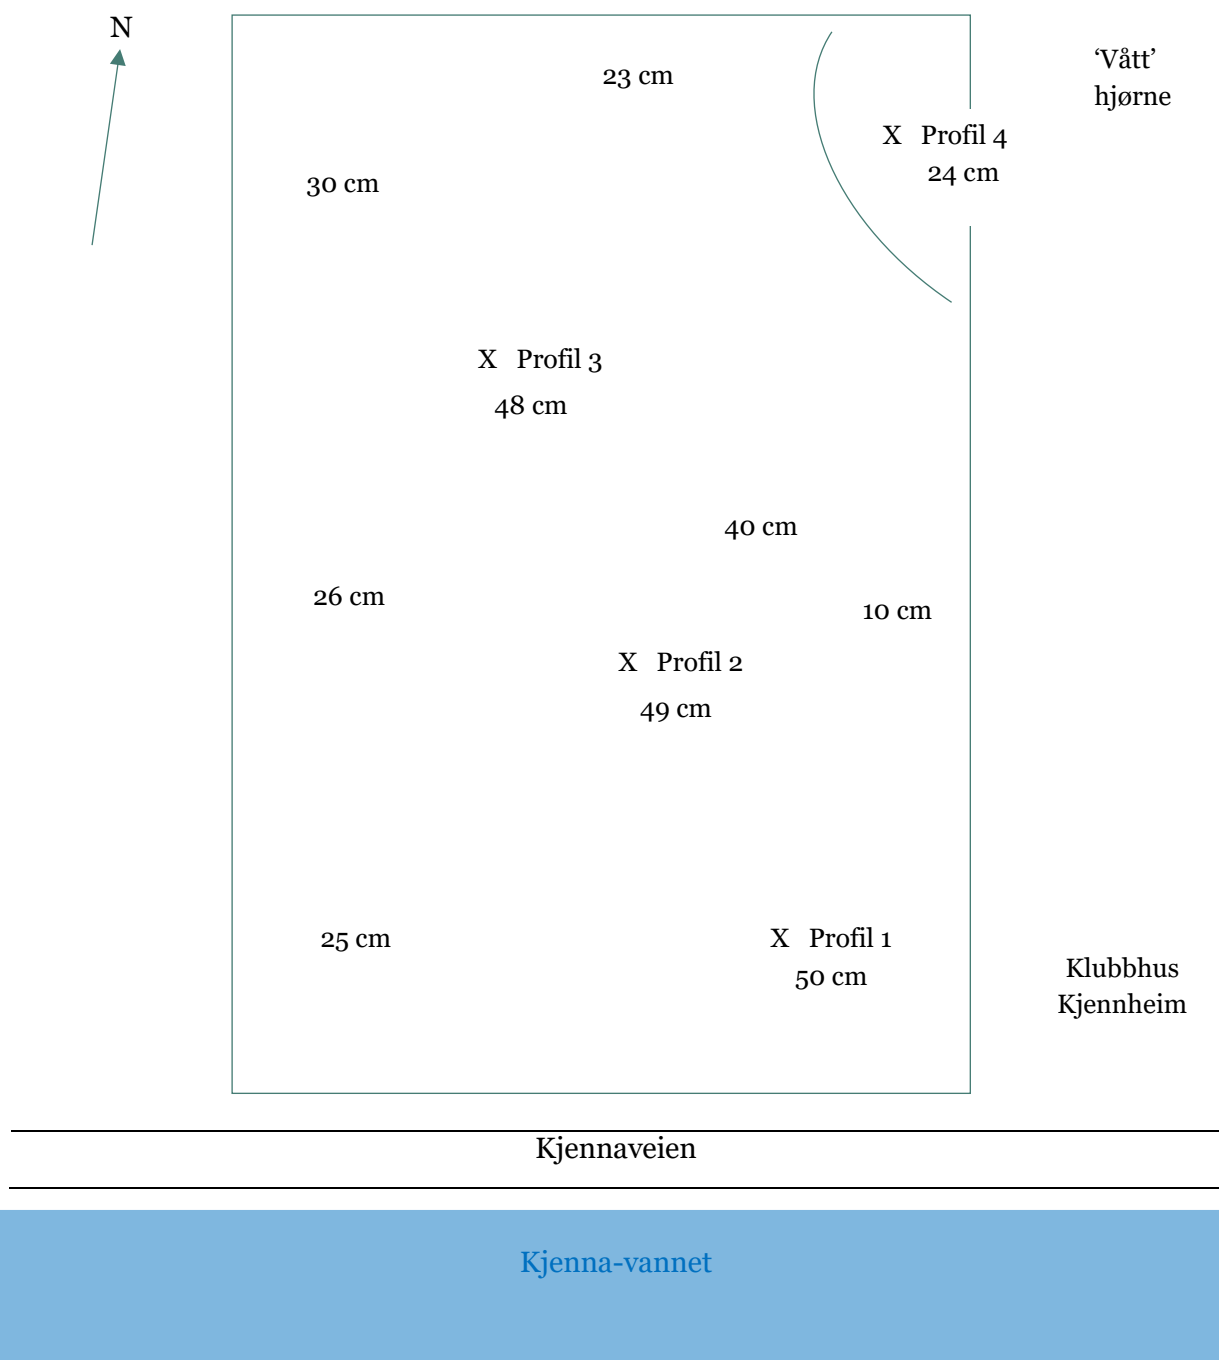 N
‘Vått’
hjørne
23 cm
X Profil 4
24 cm
30 cm
X Profil 3
48 cm
40 cm
26 cm
10 cm
X Profil 2
49 cm
25 cm
X Profil 1
50 cm
Klubbhus
Kjennheim
Kjennaveien
Kjenna-vannet